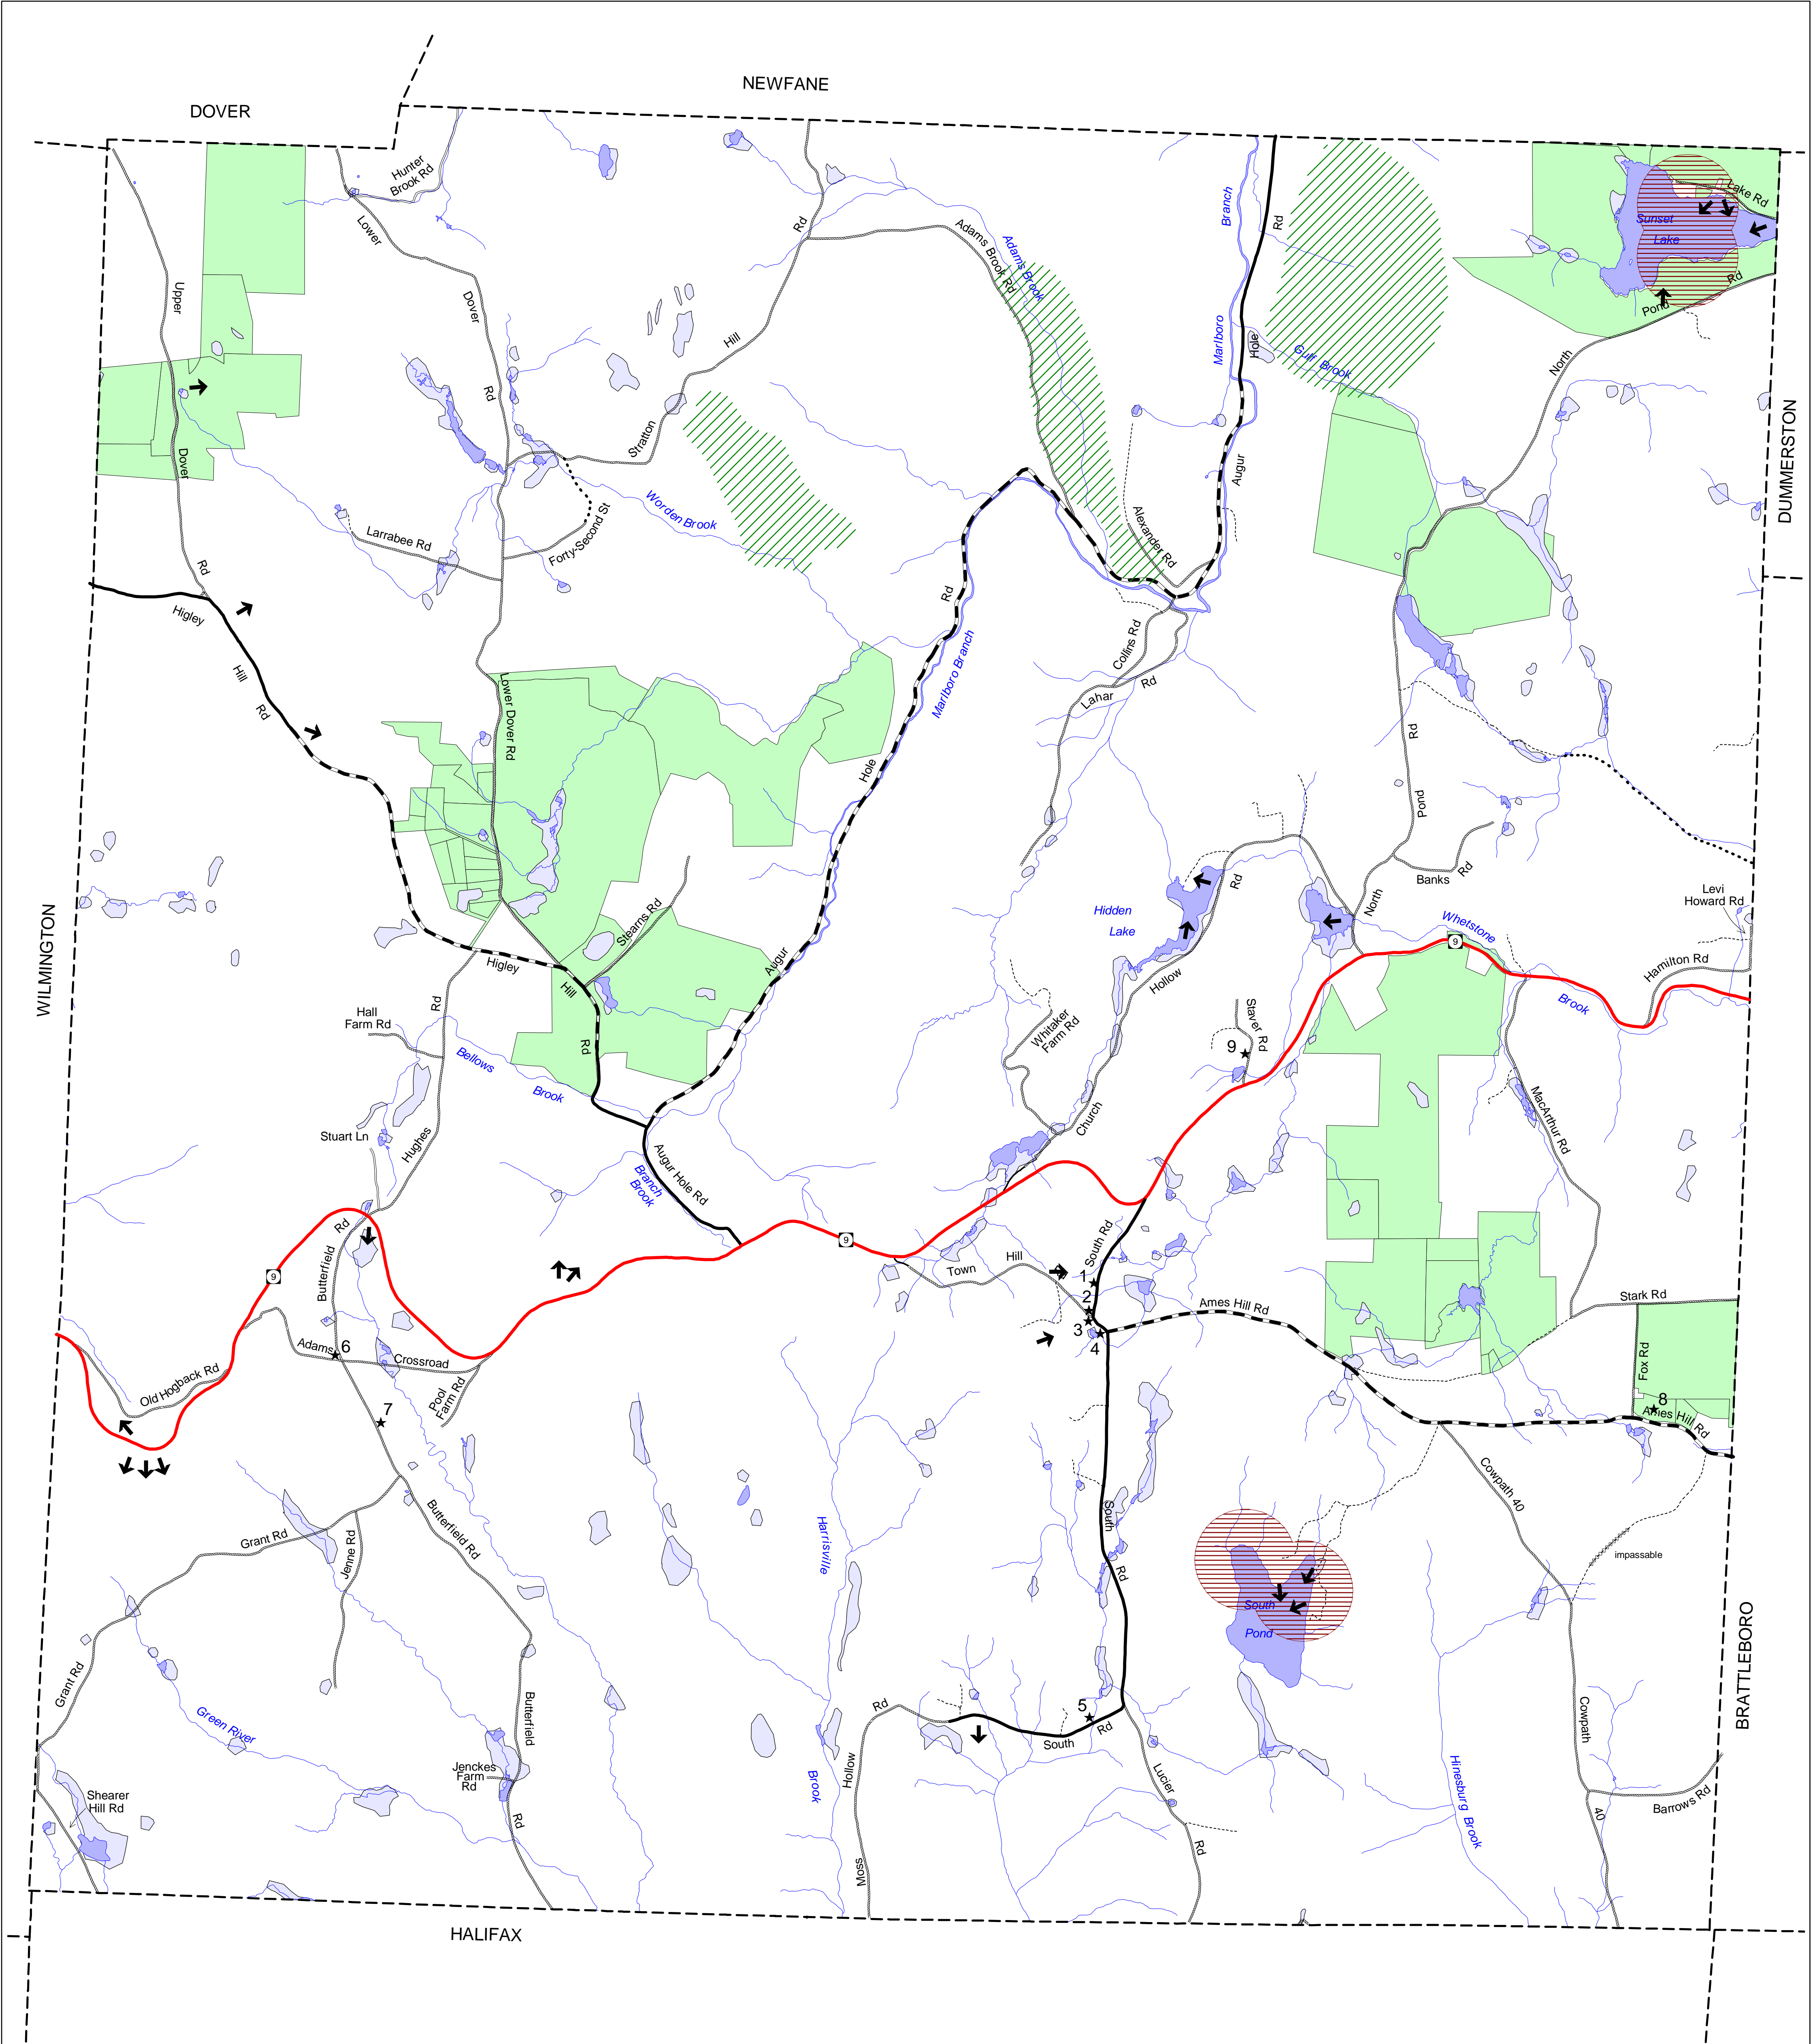 NEWFANE
DOVER
Hunter
Brook Rd
Lower
Rd
Branch
Rd
Lake Rd
Sunset
Lake
Adams Brook Rd
Adams Brook
Pond
Rd
Upper
Dover
Hill
Marlboro
Hole
Gulf Brook
North
Rd
Stratton
DUMMERSTON
Dover
Augur
Worden Brook
Forty-Second St
Larrabee Rd
Alexander Rd
Rd
Higley
Rd
Collins Rd
Hill
Rd
Lower Dover Rd
Marlboro Branch
Lahar
Rd
Rd
Hole
Pond
Banks
Rd
Levi
Howard Rd
Rd
Hidden
Lake
North
Whetstone
9
Stearns Rd
WILMINGTON
Higley
Hill
Augur
Hollow
Hamilton Rd
Brook
Rd
Hall
Farm Rd
Rd
Whitaker
Farm Rd
Staver Rd
9
Bellows
Brook
Church
MacArthur Rd
Stuart Ln
Hughes
Augur Hole Rd
Branch
Brook
Rd
Butterfield
9
9
Town
Hill
South Rd
1
2
3
4
Ames Hill Rd
Stark Rd
Adams
6
Crossroad
Fox Rd
Old Hogback Rd
Pool
Farm Rd
7
8
Ames Hill Rd
Cowpath 40
Grant Rd
Jenne Rd
Butterfield Rd
Harrisville
South
Rd
impassable
South
Pond
Grant Rd
Green River
Butterfield
Rd
5
South
Rd
Cowpath
BRATTLEBORO
Jenckes
Farm
Rd
Rd
Hollow
Brook
Lucier
Hinesburg Brook
Shearer
Hill Rd
Barrows Rd
40
Moss
Rd
HALIFAX